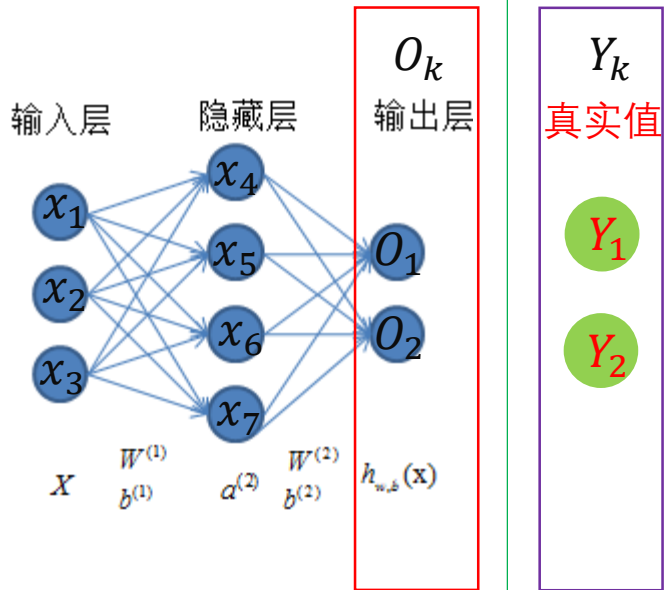 O_k
Y_k
输入层
隐藏层
输出层
真实值
x_1
x_2
x_3
x_4
x_5
x_6
x_7
O_1
O_2
Y_1
Y_2
X
W^(1)
b^(1)
a^(2)
W^(2)
b^(2)
h_{w,b}(x)